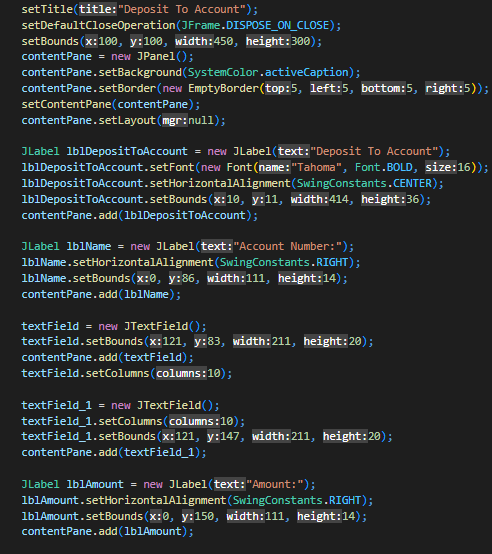 setTitle(title:"Deposit To Account");
setDefaultCloseOperation(JFrame.DISPOSE_ON_CLOSE);
setBounds(x:100, y:100, width:450, height:300);
contentPane = new JPanel();
contentPane.setBackground(SystemColor.activeCaption);
contentPane.setBorder(new EmptyBorder(top:5, left:5, bottom:5, right:5));
setContentPane(contentPane);
contentPane.setLayout(mgr:null);
JLabel lblDepositToAccount = new JLabel(text:"Deposit To Account");
lblDepositToAccount.setFont(new Font(name:"Tahoma", Font.BOLD, size:16));
lblDepositToAccount.setHorizontalAlignment(SwingConstants.CENTER);
lblDepositToAccount.setBounds(x:10, y:11, width:414, height:36);
contentPane.add(lblDepositToAccount);
JLabel lblName = new JLabel(text:"Account Number:");
lblName.setHorizontalAlignment(SwingConstants.RIGHT);
lblName.setBounds(x:0, y:86, width:111, height:14);
contentPane.add(lblName);
textField = new JTextField();
textField.setBounds(x:121, y:83, width:211, height:20);
contentPane.add(textField);
textField.setColumns(columns:10);
textField_1 = new JTextField();
textField_1.setColumns(columns:10);
textField_1.setBounds(x:121, y:147, width:211, height:20);
contentPane.add(textField_1);
JLabel lblAmount = new JLabel(text:"Amount:");
lblAmount.setHorizontalAlignment(SwingConstants.RIGHT);
lblAmount.setBounds(x:0, y:150, width:111, height:14);
contentPane.add(lblAmount);